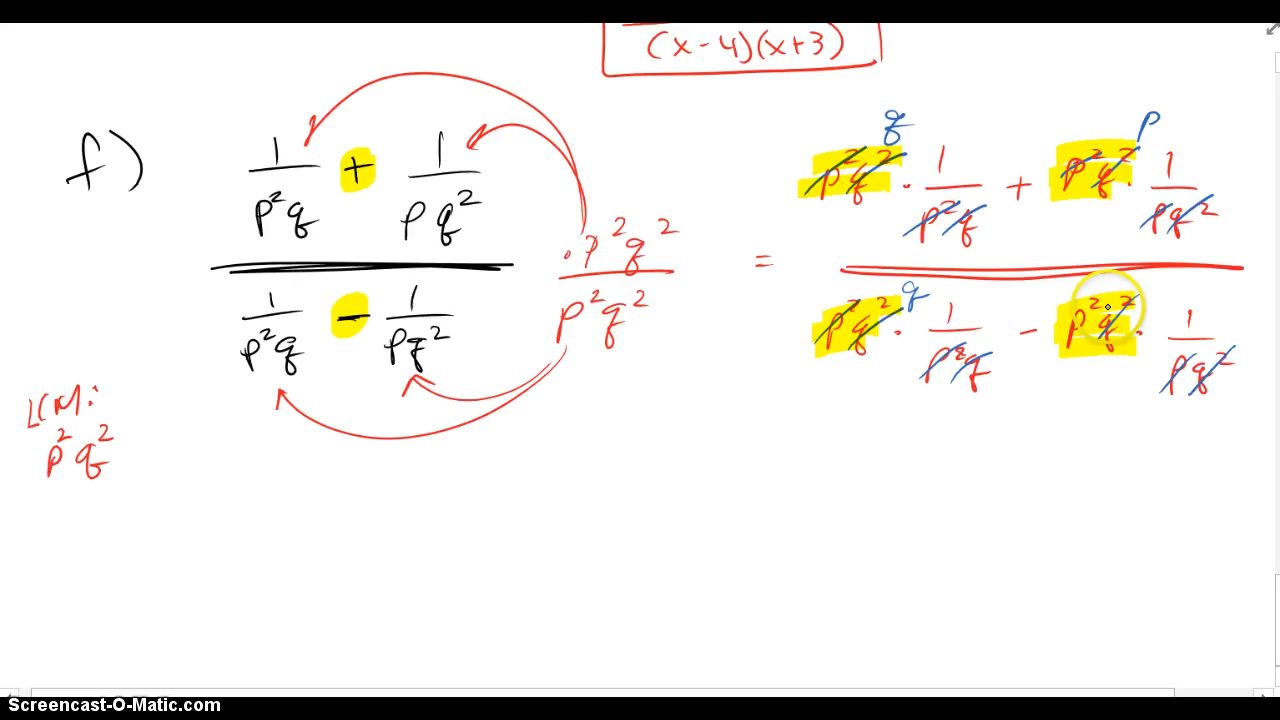 (x-4)(x+3)
f) 1/p²q + 1/pq²
1/p²q - 1/pq²
· p²q²
p²q²
=
q p
p²q² · 1/p²q + p²q² · 1/pq²
q
p²q² · 1/p²q - p²q² · 1/pq²
LCM:
p²q²
Screencast-O-Matic.com